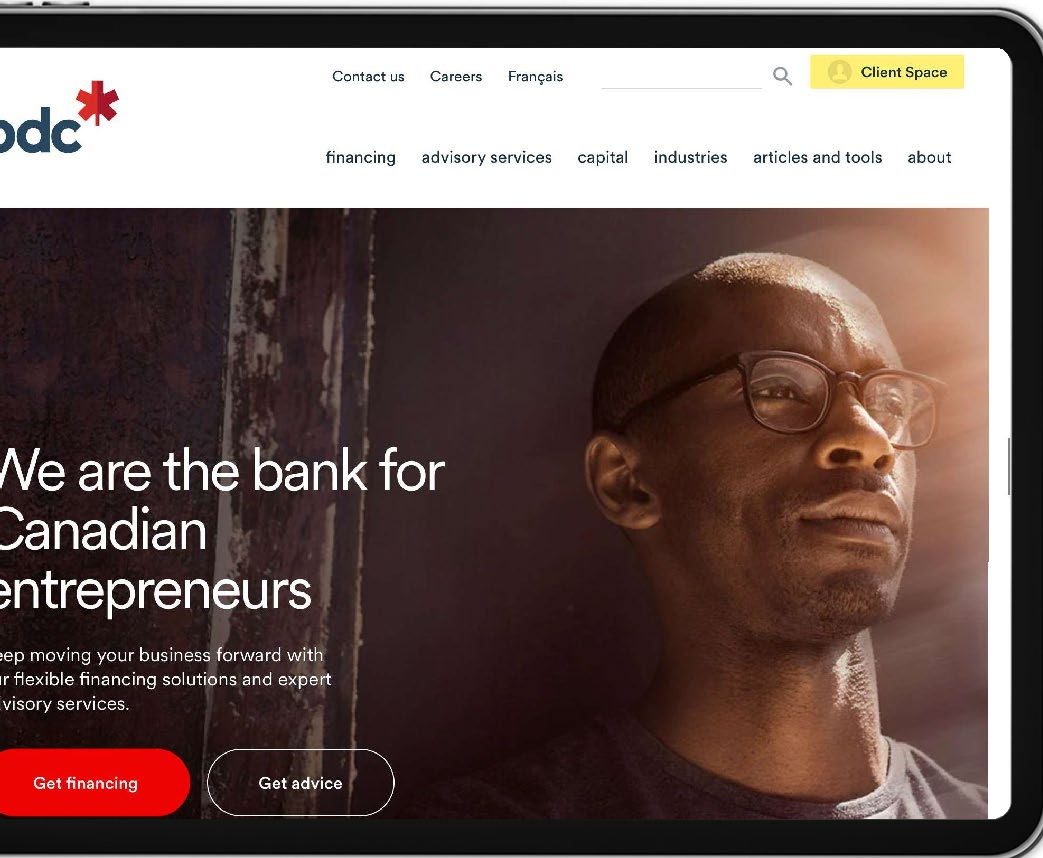 Contact us Careers Français
Client Space
bdc
financing advisory services capital industries articles and tools about
We are the bank for
Canadian
entrepreneurs
eep moving your business forward with
r flexible financing solutions and expert
visory services.
Get financing
Get advice